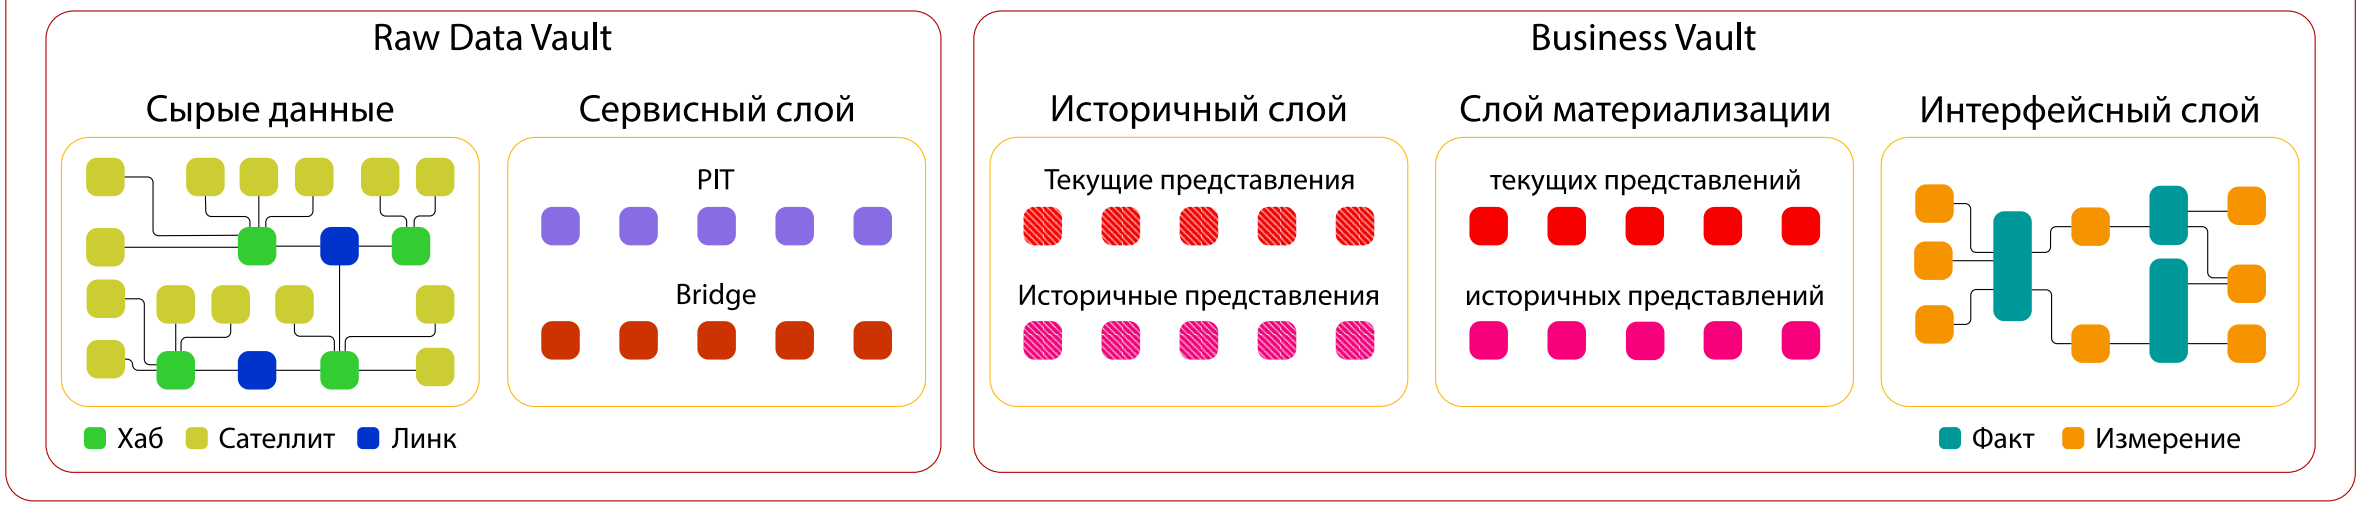 Raw Data Vault
Сырые данные
Сервисный слой
PIT
Bridge
Хаб
Сателлит
Линк
Business Vault
Историчный слой
Слой материализации
Интерфейсный слой
Текущие представления
Историчные представления
текущих представлений
историчных представлений
Факт
Измерение